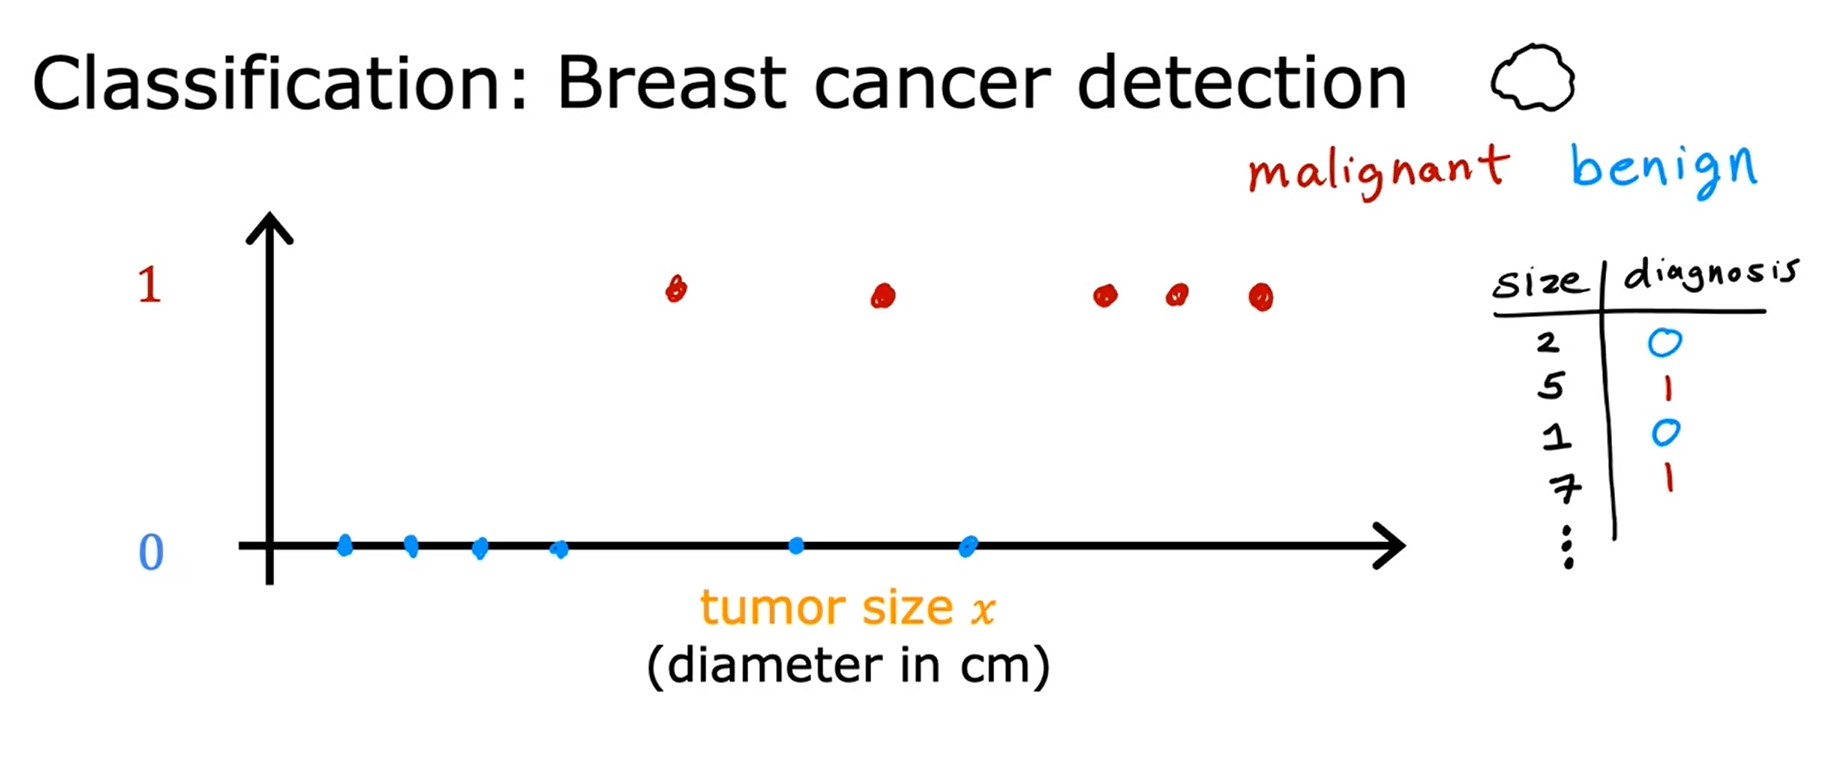 Classification: Breast cancer detection
malignant benign
1
0
tumor size x
(diameter in cm)
size diagnosis
2 0
5 1
1 0
7 1
⋮